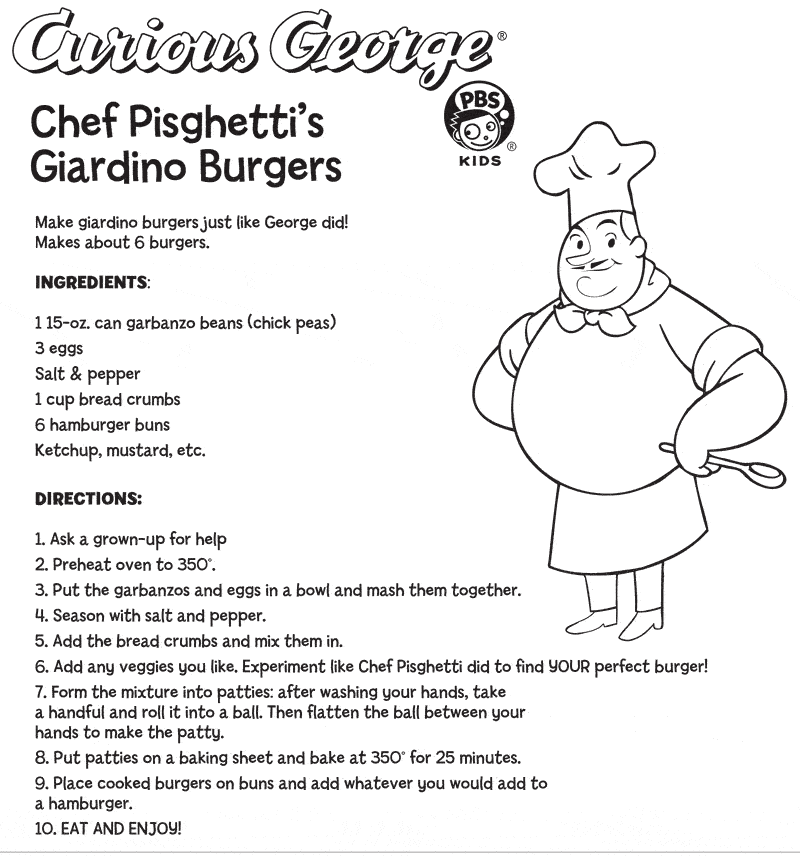 Curious George®
PBS
KIDS®
Chef Pisghetti's
Giardino Burgers
Make giardino burgers just like George did!
Makes about 6 burgers.
INGREDIENTS:
1 15-oz. can garbanzo beans (chick peas)
3 eggs
Salt & pepper
1 cup bread crumbs
6 hamburger buns
Ketchup, mustard, etc.
DIRECTIONS:
1. Ask a grown-up for help
2. Preheat oven to 350°.
3. Put the garbanzos and eggs in a bowl and mash them together.
4. Season with salt and pepper.
5. Add the bread crumbs and mix them in.
6. Add any veggies you like. Experiment like Chef Pisghetti did to find YOUR perfect burger!
7. Form the mixture into patties: after washing your hands, take
a handful and roll it into a ball. Then flatten the ball between your
hands to make the patty.
8. Put patties on a baking sheet and bake at 350° for 25 minutes.
9. Place cooked burgers on buns and add whatever you would add to
a hamburger.
10. EAT AND ENJOY!